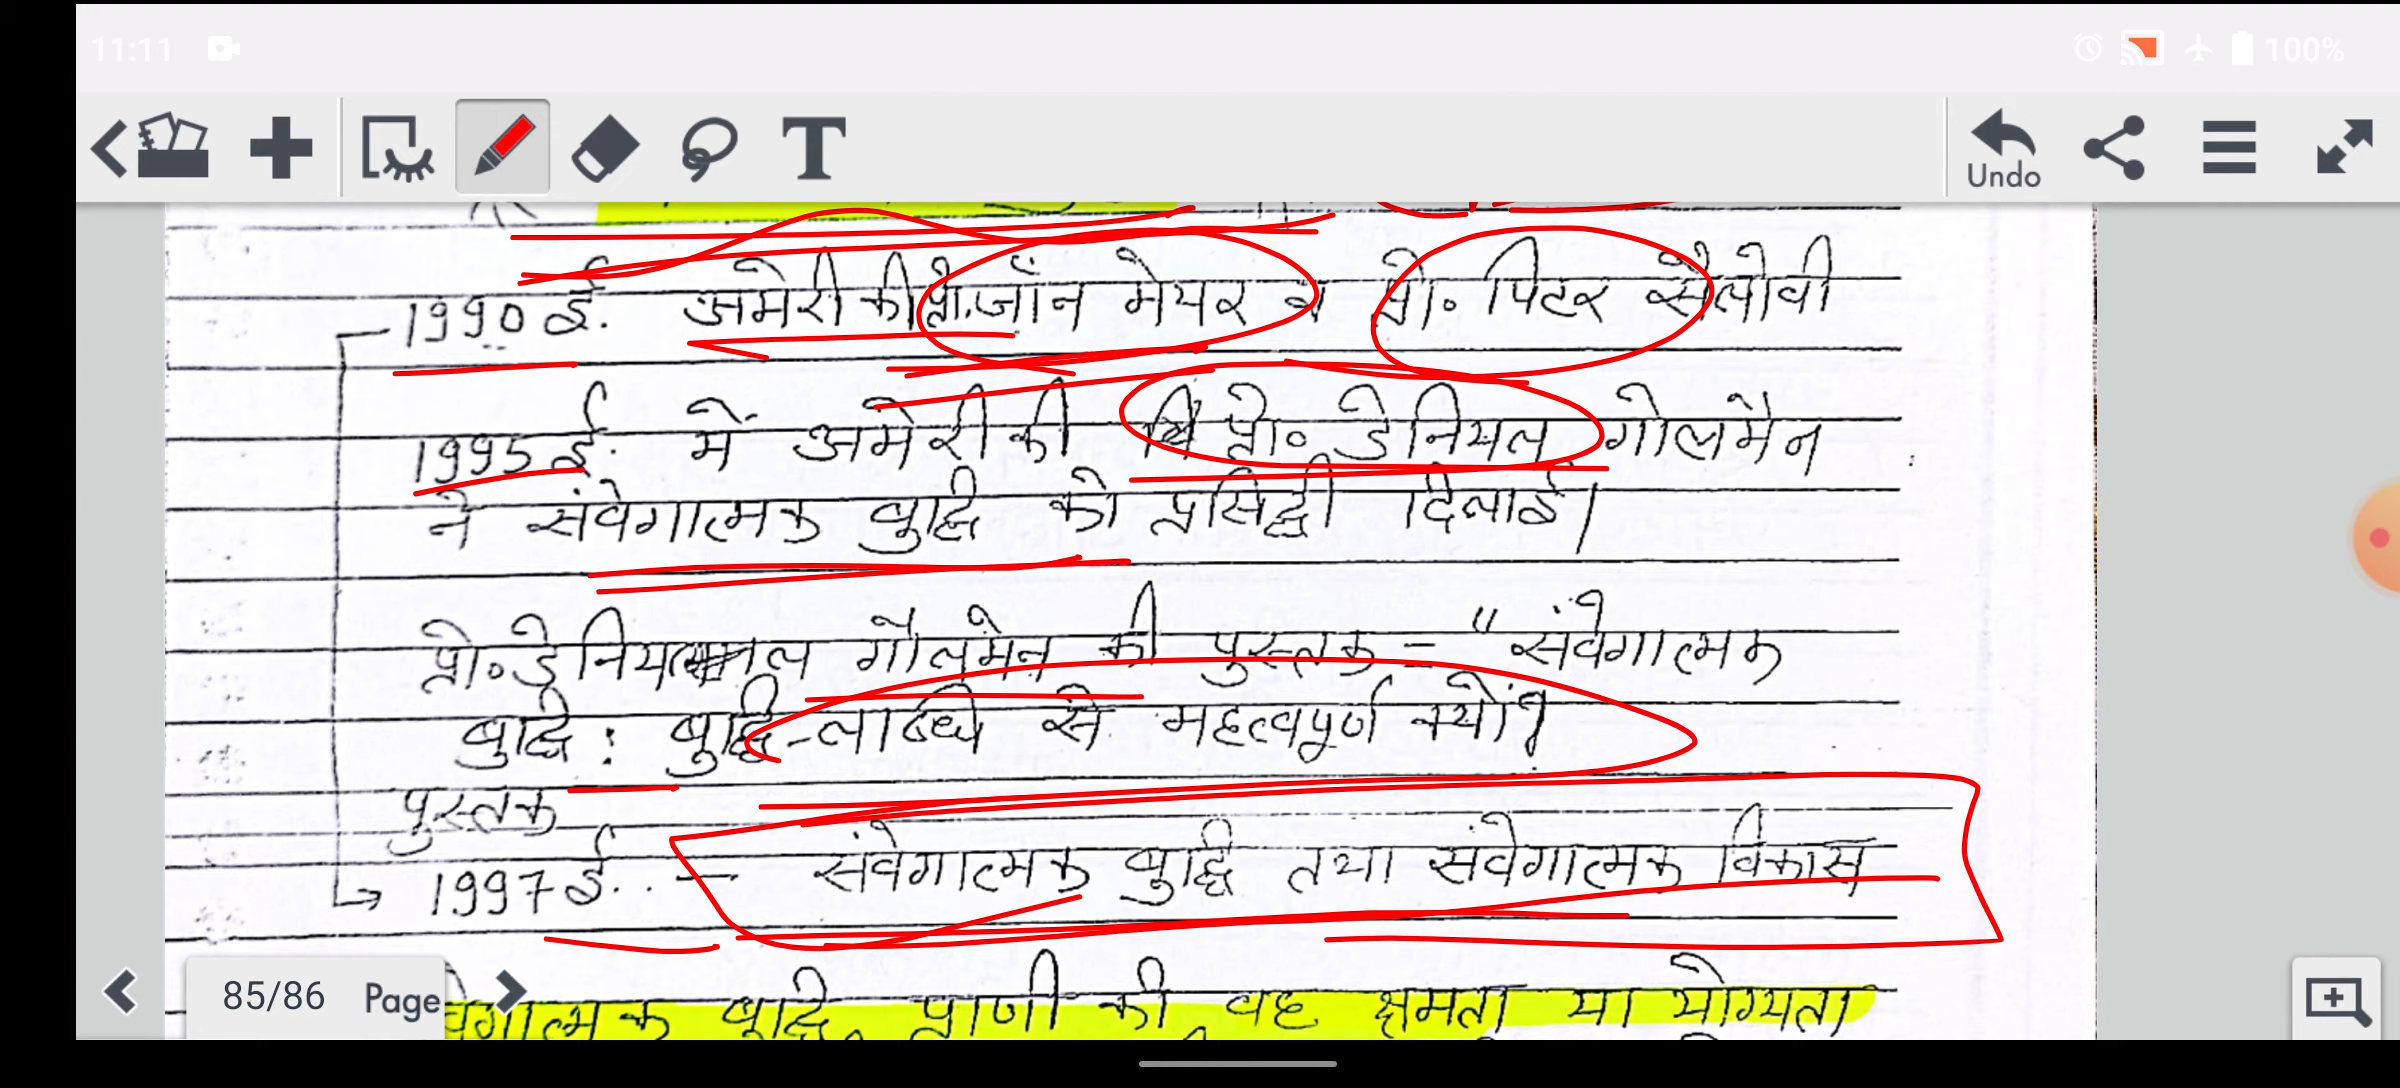 11:11
100%
T
Undo
1990 ई. अमेरीकी प्रो. जॉन मेयर व प्रो. पिटर सैलोवी
1995 ई. में अमेरीकी प्रो. डेनियल गोलमैन
ने संवेगात्मक बुद्धि को प्रसिद्धी दिलाई।
प्रो. डेनियल गोलमेन की पुस्तक = "संवेगात्मक
बुद्धि : बुद्धि-लब्धि से महत्वपूर्ण क्यों?
पुस्तक
1997 ई. . - संवेगात्मक बुद्धि तथा संवेगात्मक विकास
85/86 Page
बुद्धि प्राणी की वह क्षमता या योग्यता